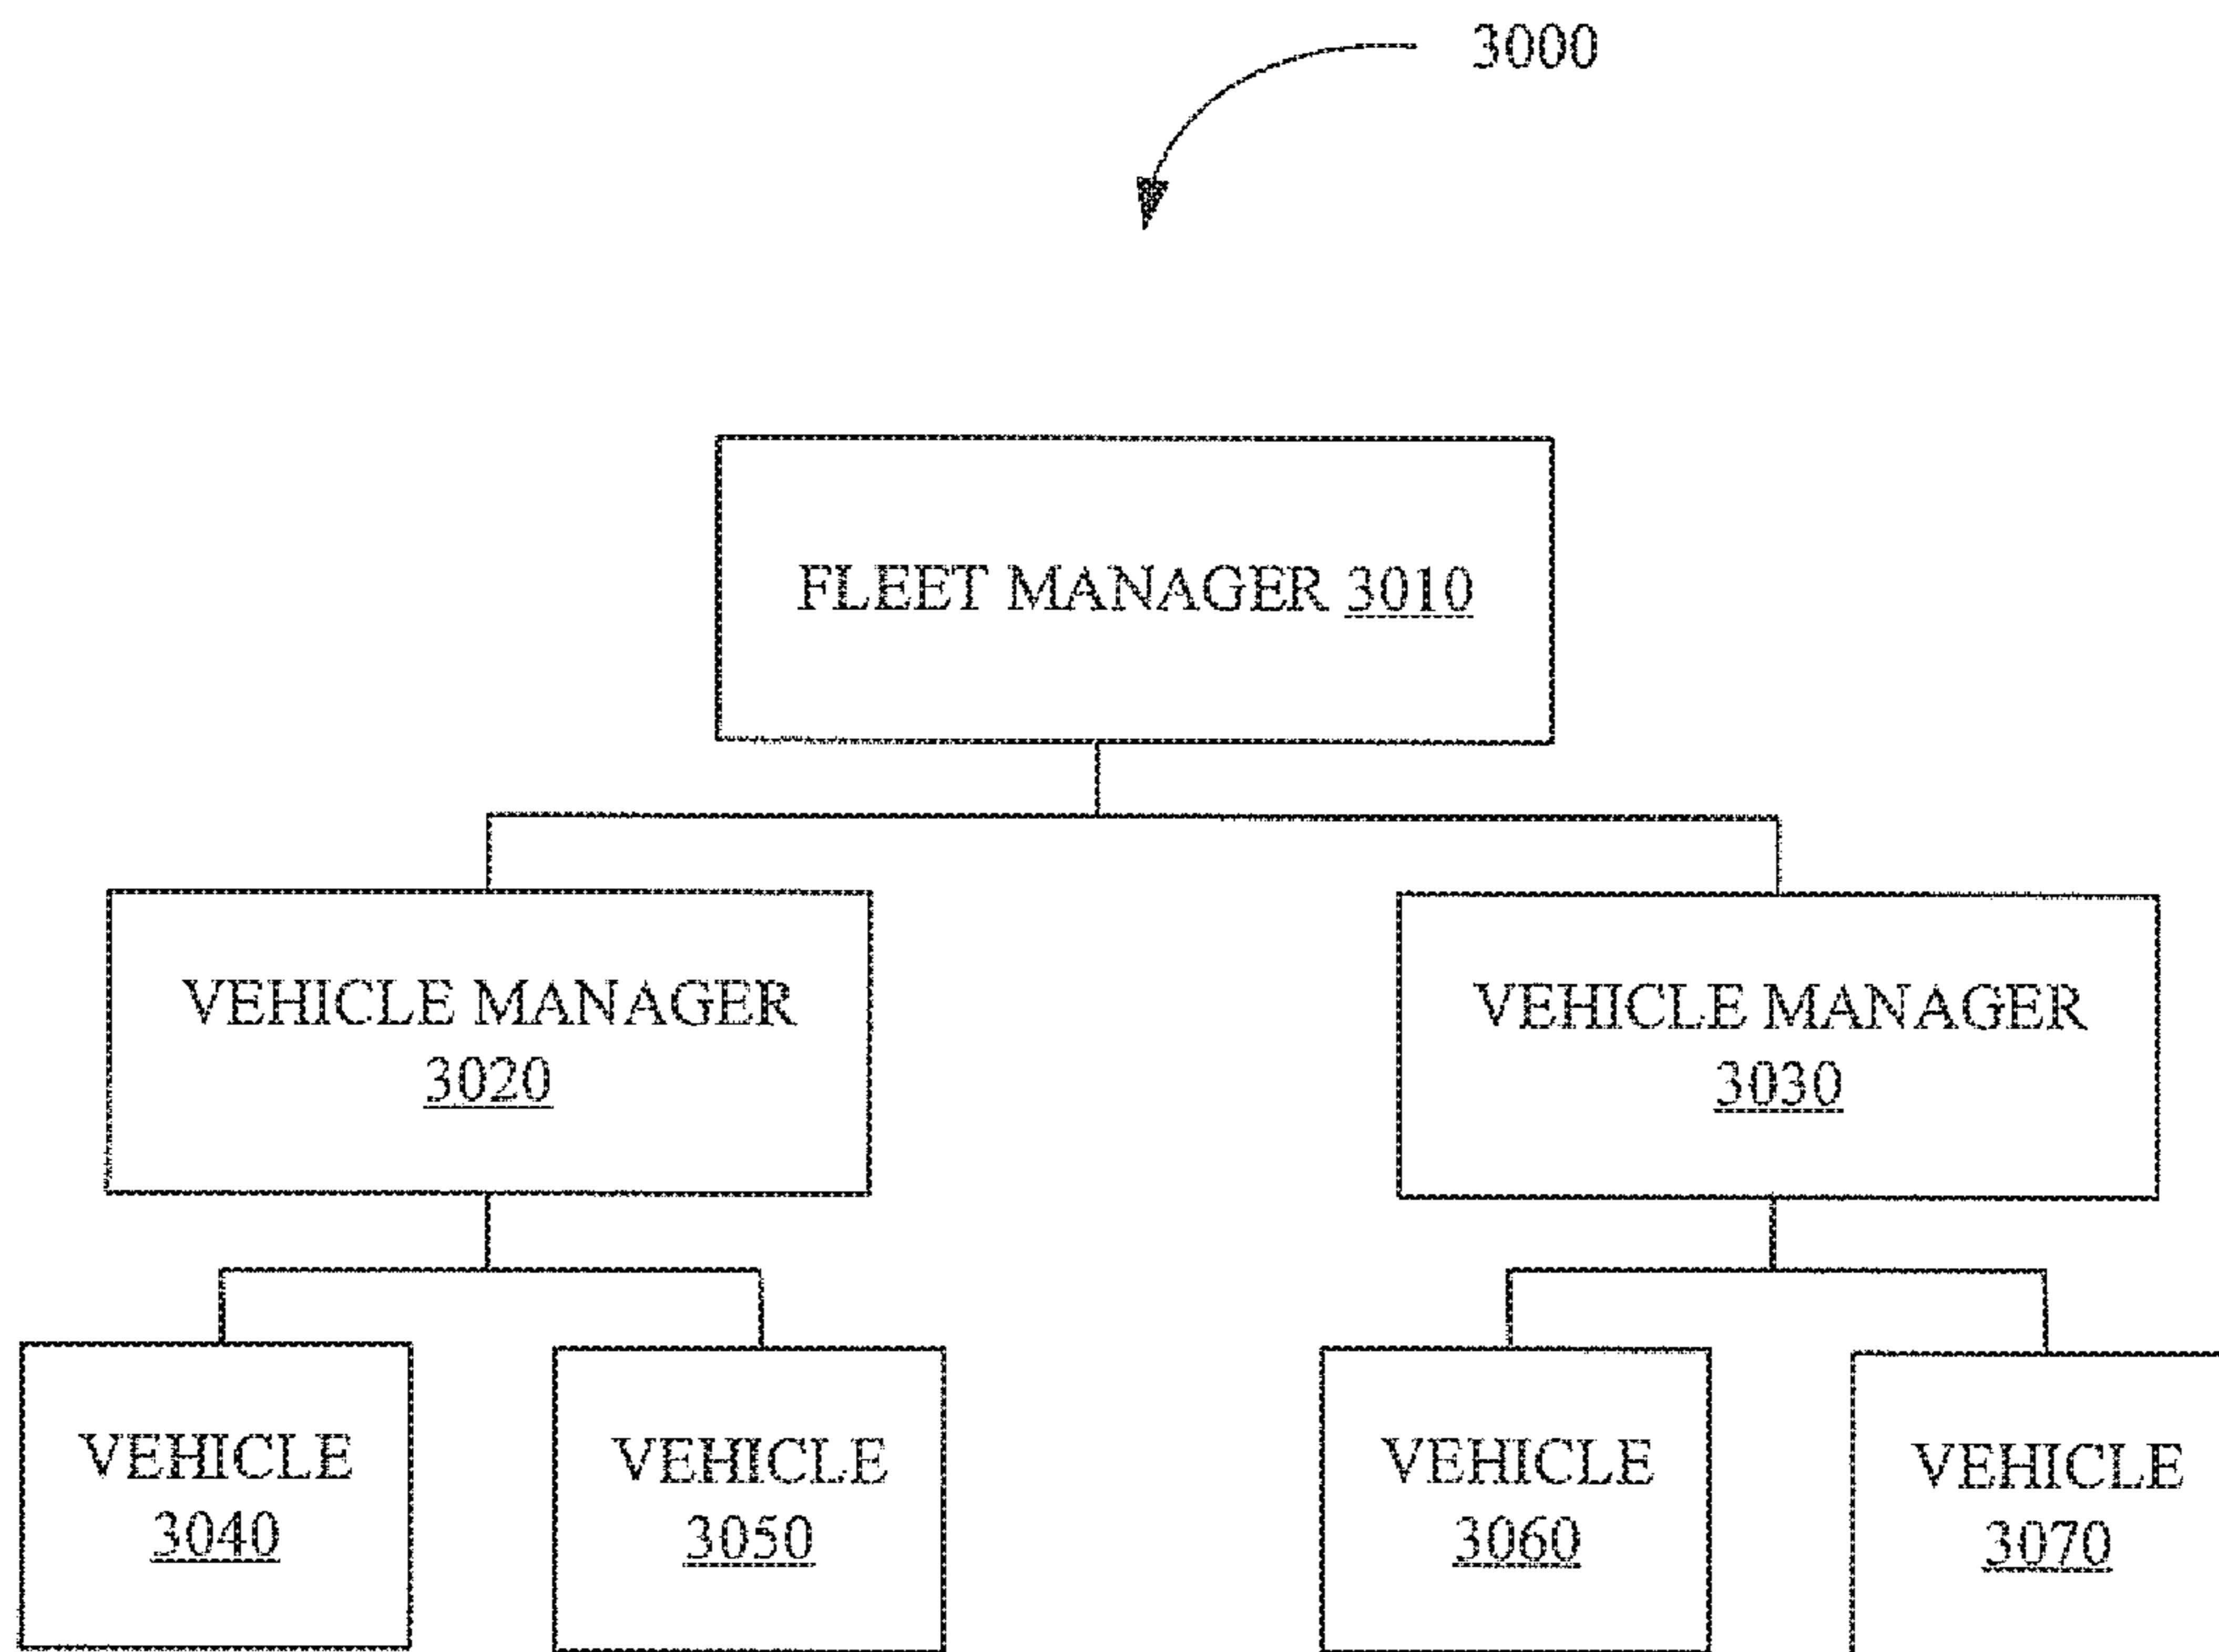 3000
FLEET MANAGER 3010
VEHICLE MANAGER
3020
VEHICLE MANAGER
3030
VEHICLE
3040
VEHICLE
3050
VEHICLE
3060
VEHICLE
3070